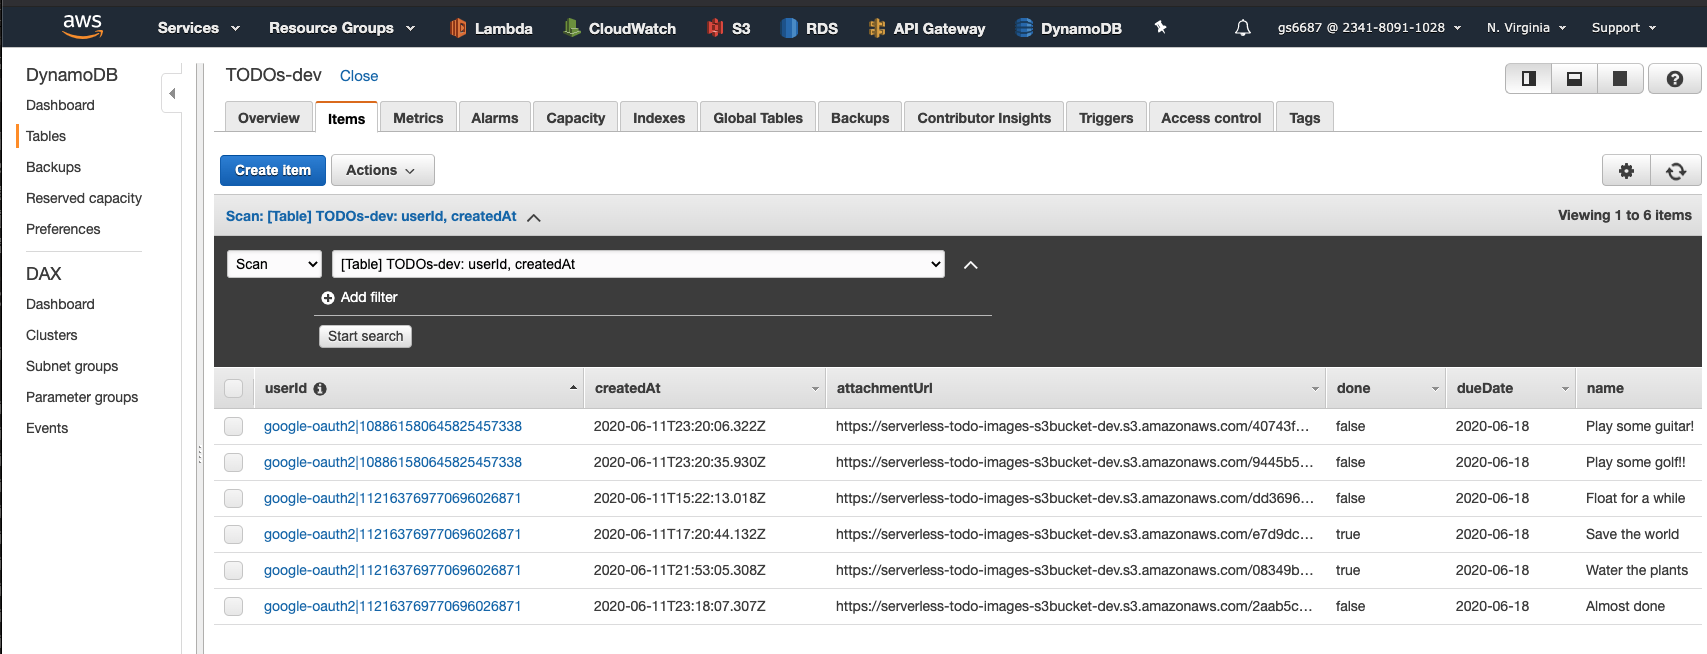 aws Services Resource Groups Lambda CloudWatch S3 RDS API Gateway DynamoDB gs6687 @ 2341-8091-1028 N. Virginia Support
DynamoDB
Dashboard
Tables
Backups
Reserved capacity
Preferences
DAX
Dashboard
Clusters
Subnet groups
Parameter groups
Events
TODOs-dev Close
Overview Items Metrics Alarms Capacity Indexes Global Tables Backups Contributor Insights Triggers Access control Tags
Create item Actions
Scan: [Table] TODOs-dev: userId, createdAt Viewing 1 to 6 items
Scan [Table] TODOs-dev: userId, createdAt
Add filter
Start search
userId createdAt attachmentUrl done dueDate name
google-oauth2|108861580645825457338 2020-06-11T23:20:06.322Z https://serverless-todo-images-s3bucket-dev.s3.amazonaws.com/40743f... false 2020-06-18 Play some guitar!
google-oauth2|108861580645825457338 2020-06-11T23:20:35.930Z https://serverless-todo-images-s3bucket-dev.s3.amazonaws.com/9445b5... false 2020-06-18 Play some golf!!
google-oauth2|112163769770696026871 2020-06-11T15:22:13.018Z https://serverless-todo-images-s3bucket-dev.s3.amazonaws.com/dd3696... false 2020-06-18 Float for a while
google-oauth2|112163769770696026871 2020-06-11T17:20:44.132Z https://serverless-todo-images-s3bucket-dev.s3.amazonaws.com/e7d9dc... true 2020-06-18 Save the world
google-oauth2|112163769770696026871 2020-06-11T21:53:05.308Z https://serverless-todo-images-s3bucket-dev.s3.amazonaws.com/08349b... true 2020-06-18 Water the plants
google-oauth2|112163769770696026871 2020-06-11T23:18:07.307Z https://serverless-todo-images-s3bucket-dev.s3.amazonaws.com/2aab5c... false 2020-06-18 Almost done